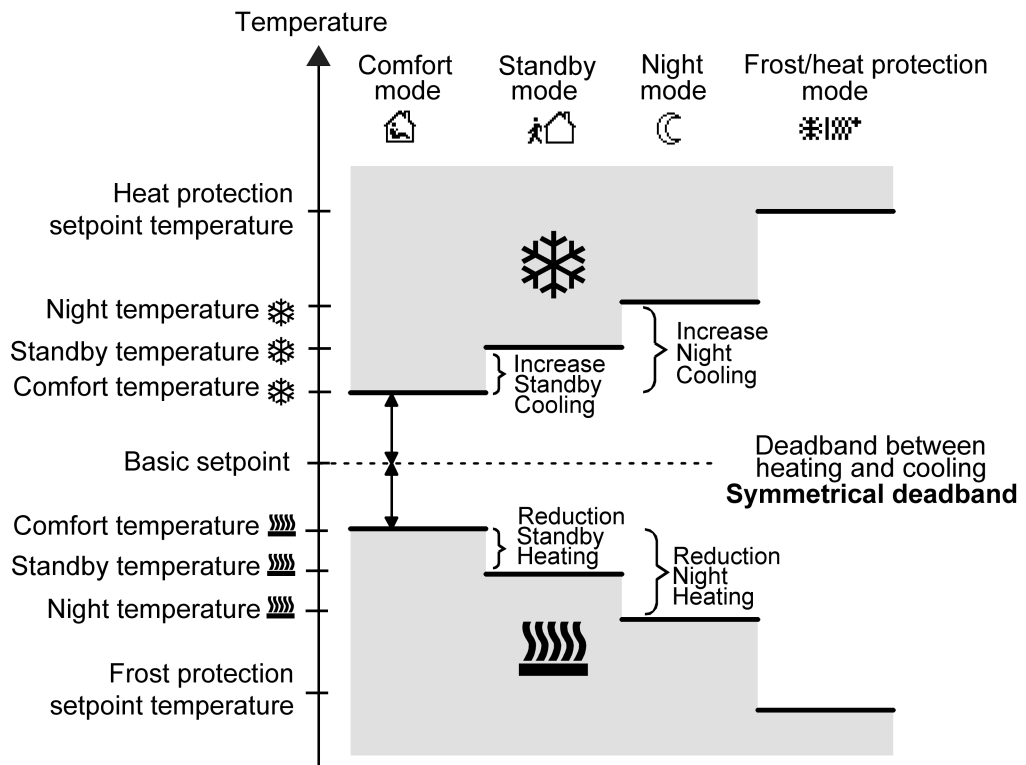 Temperature
Comfort
mode
Standby
mode
Night
mode
Frost/heat protection
mode
Heat protection
setpoint temperature
Night temperature
Standby temperature
Comfort temperature
Increase
Standby
Cooling
Increase
Night
Cooling
Basic setpoint
Deadband between
heating and cooling
Symmetrical deadband
Comfort temperature
Standby temperature
Night temperature
Reduction
Standby
Heating
Reduction
Night
Heating
Frost protection
setpoint temperature